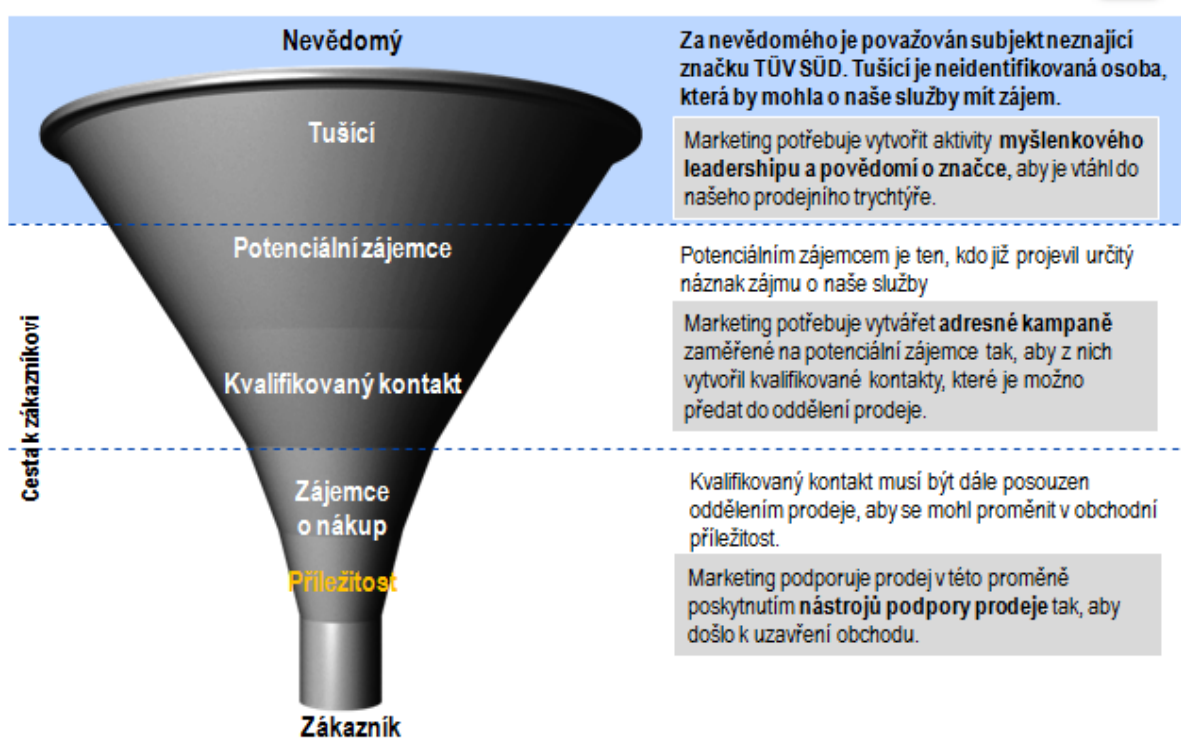 Nevědomý
Tušící
Za nevědomého je považován subjekt neznající
značku TÜV SÜD. Tušící je neidentifikovaná osoba,
která by mohla o naše služby mít zájem.
Marketing potřebuje vytvořit aktivity myšlenkového
leadershipu a povědomí o značce, aby je vtáhl do
našeho prodejního trychtýře.
Potenciální zájemce
Kvalifikovaný kontakt
Potenciálním zájemcem je ten, kdo již projevil určitý
náznak zájmu o naše služby
Marketing potřebuje vytvářet adresné kampaně
zaměřené na potenciální zájemce tak, aby z nich
vytvořil kvalifikované kontakty, které je možno
předat do oddělení prodeje.
Cesta k zákazníkovi
Zájemce
o nákup
Příležitost
Kvalifikovaný kontakt musí být dále posouzen
oddělením prodeje, aby se mohl proměnit v obchodní
příležitost.
Marketing podporuje prodej v této proměně
poskytnutím nástrojů podpory prodeje tak, aby
došlo k uzavření obchodu.
Zákazník